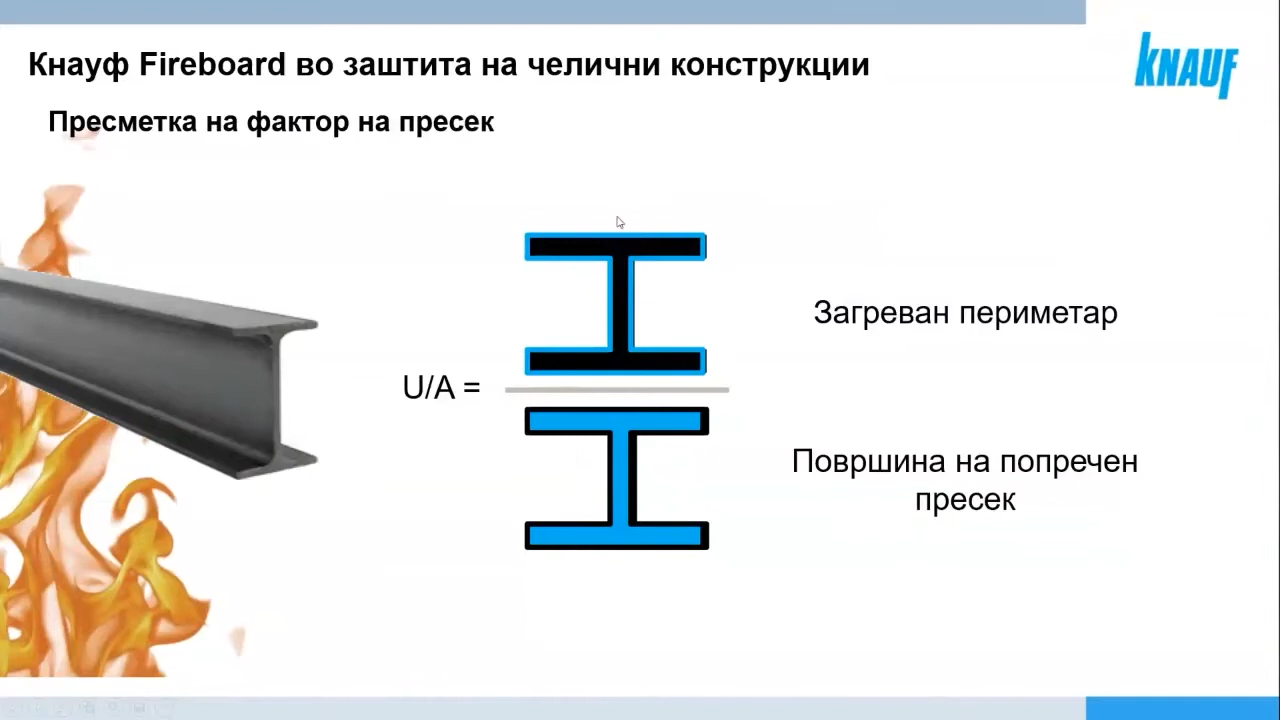 Кнауф Fireboard во заштита на челични конструкции
KNAUF
Пресметка на фактор на пресек
Загреван периметар
U/A =
Површина на попречен
пресек